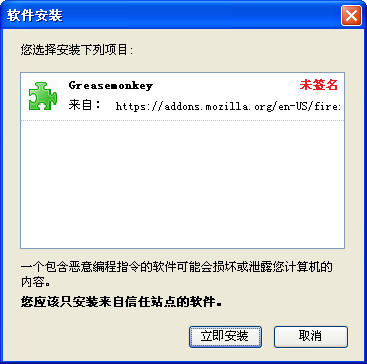 软件安装
您选择安装下列项目:
Greasemonkey 未签名
来自: https://addons.mozilla.org/en-US/fire
一个包含恶意编程指令的软件可能会损坏或泄露您计算机的
内容。
您应该只安装来自信任站点的软件。
立即安装 取消